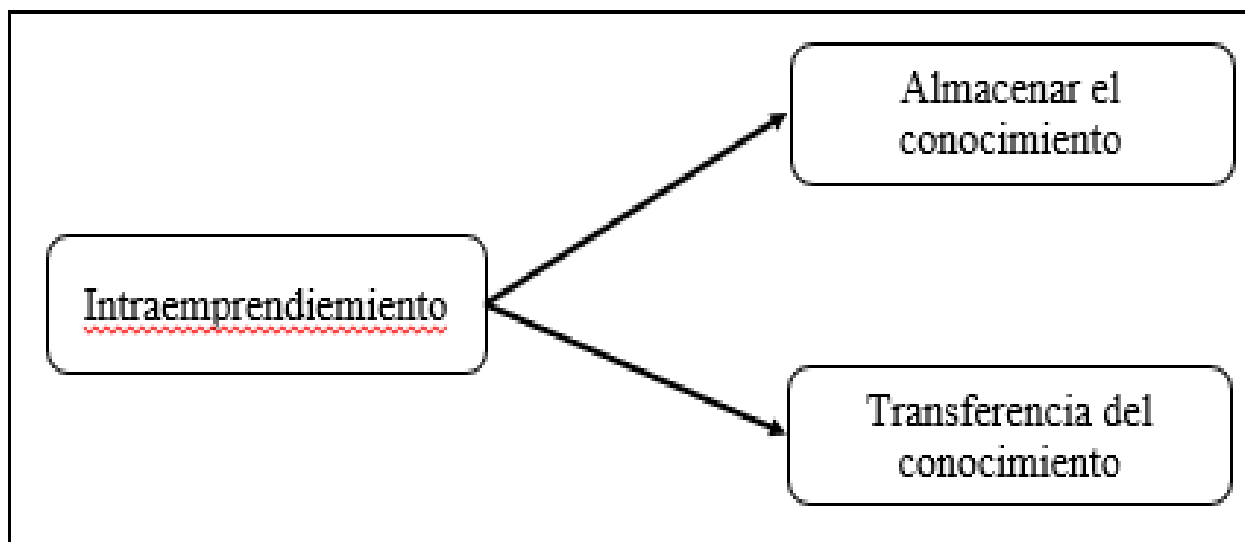 Almacenar el
conocimiento
Intraemprendiemiento
Transferencia del
conocimiento